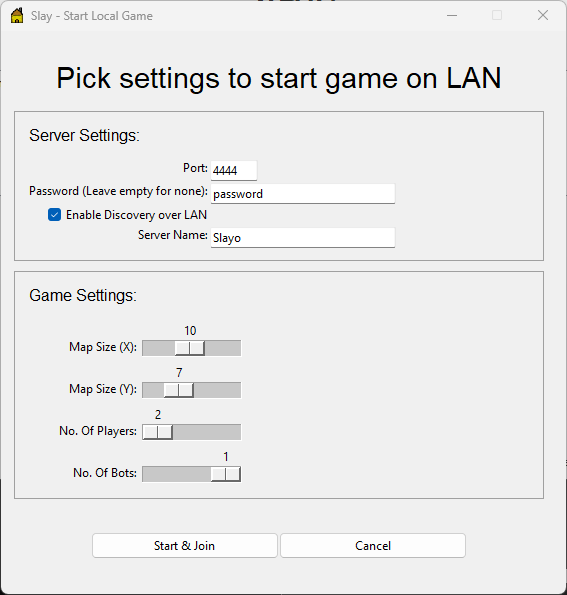 Slay - Start Local Game
Pick settings to start game on LAN
Server Settings:
Port: 4444
Password (Leave empty for none): password
Enable Discovery over LAN
Server Name: Slayo
Game Settings:
10
Map Size (X):
7
Map Size (Y):
2
No. Of Players:
1
No. Of Bots:
Start & Join Cancel